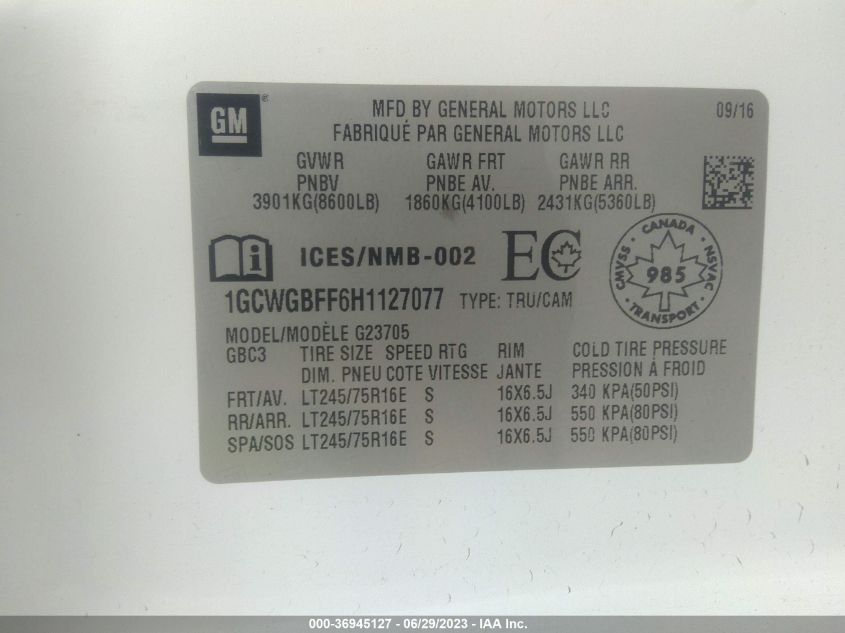 GM ®
MFD BY GENERAL MOTORS LLC 09/16
FABRIQUÉ PAR GENERAL MOTORS LLC
GVWR GAWR FRT GAWR RR
PNBV PNBE AV. PNBE ARR.
3901KG(8600LB) 1860KG(4100LB) 2431KG(5360LB)
i ICES/NMB-002 EC
CANADA CMVSS NSVAC 985 TRANSPORT
1GCWGBFF6H1127077 TYPE: TRU/CAM
MODEL/MODÈLE G23705
GBC3 TIRE SIZE SPEED RTG RIM COLD TIRE PRESSURE
DIM. PNEU COTE VITESSE JANTE PRESSION À FROID
FRT/AV. LT245/75R16E S 16X6.5J 340 KPA(50PSI)
RR/ARR. LT245/75R16E S 16X6.5J 550 KPA(80PSI)
SPA/SOS LT245/75R16E S 16X6.5J 550 KPA(80PSI)
000-36945127 - 06/29/2023 - IAA Inc.